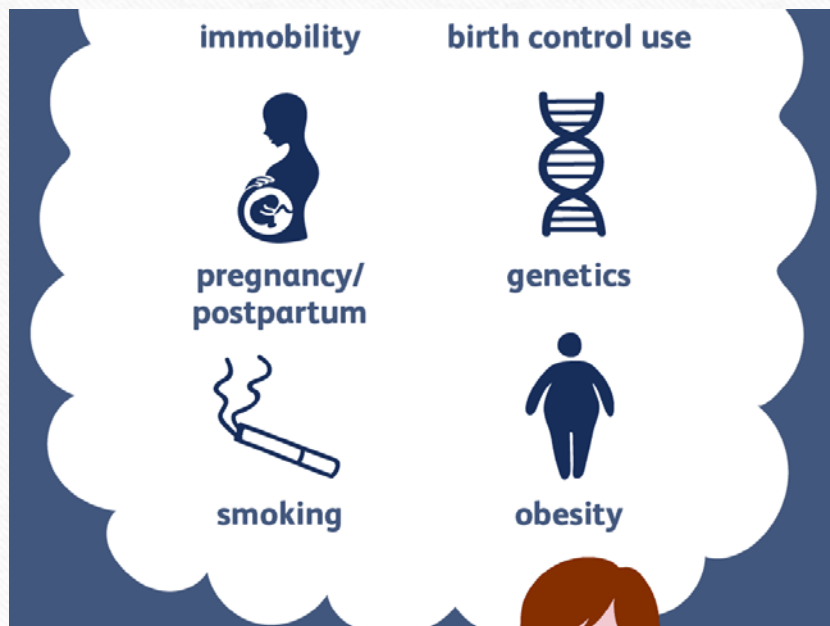 immobility
birth control use
pregnancy/
postpartum
genetics
smoking
obesity